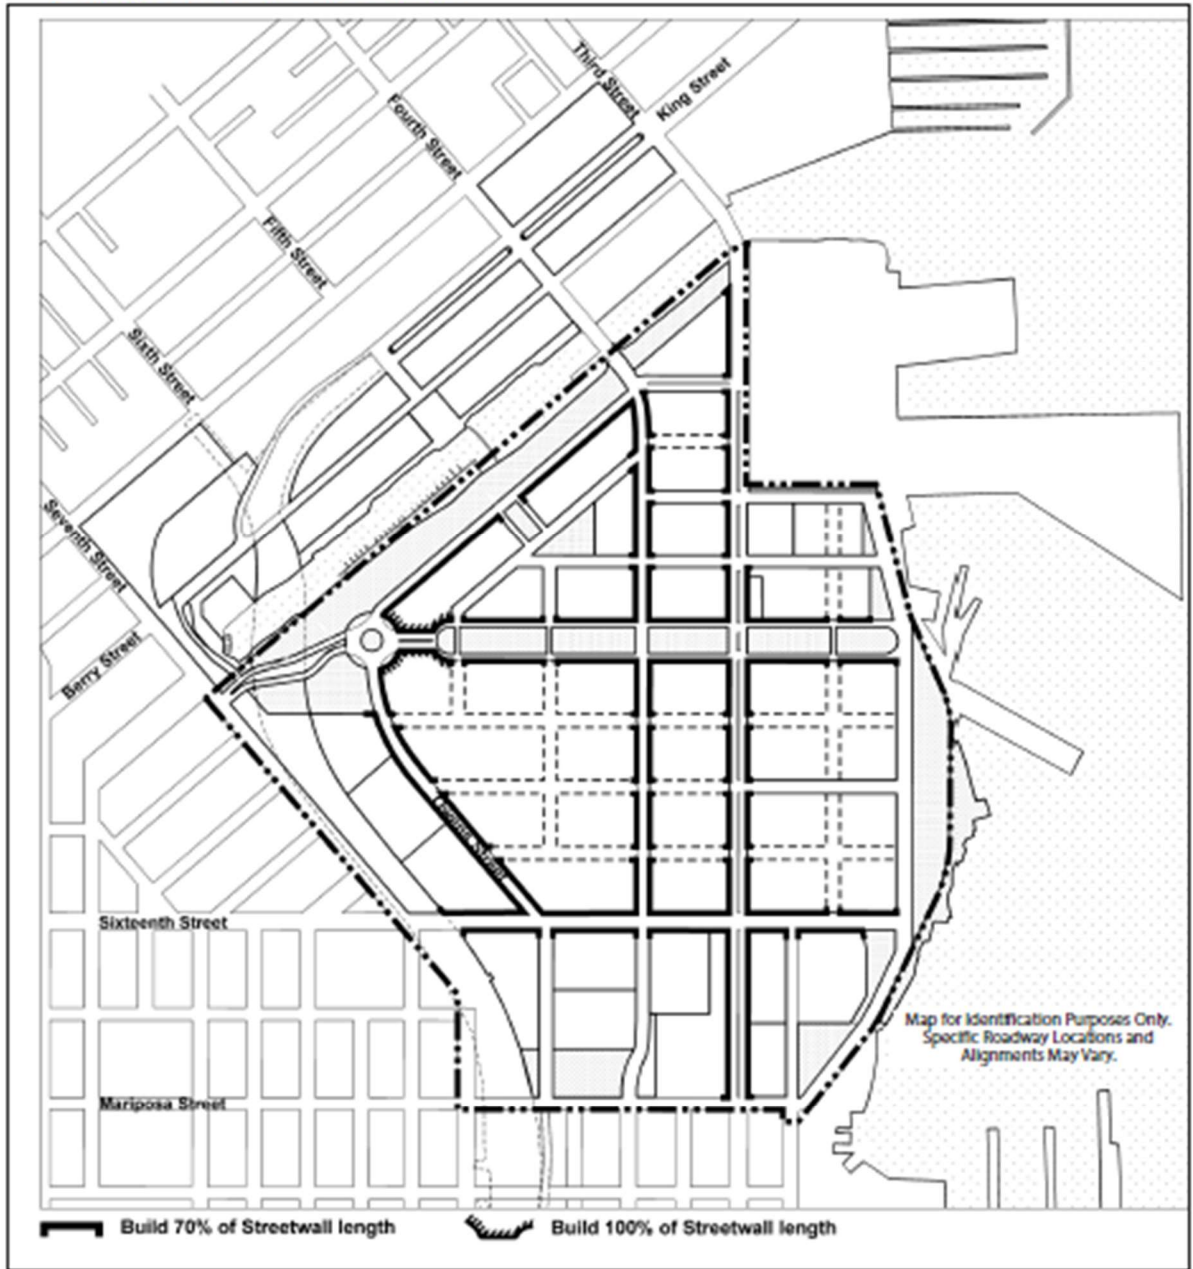 Third Street
King Street
Fourth Street
Fifth Street
Sixth Street
Seventh Street
Berry Street
Owens Street
Sixteenth Street
Map for Identification Purposes Only.
Specific Roadway Locations and
Alignments May Vary.
Mariposa Street
Build 70% of Streetwall length
Build 100% of Streetwall length